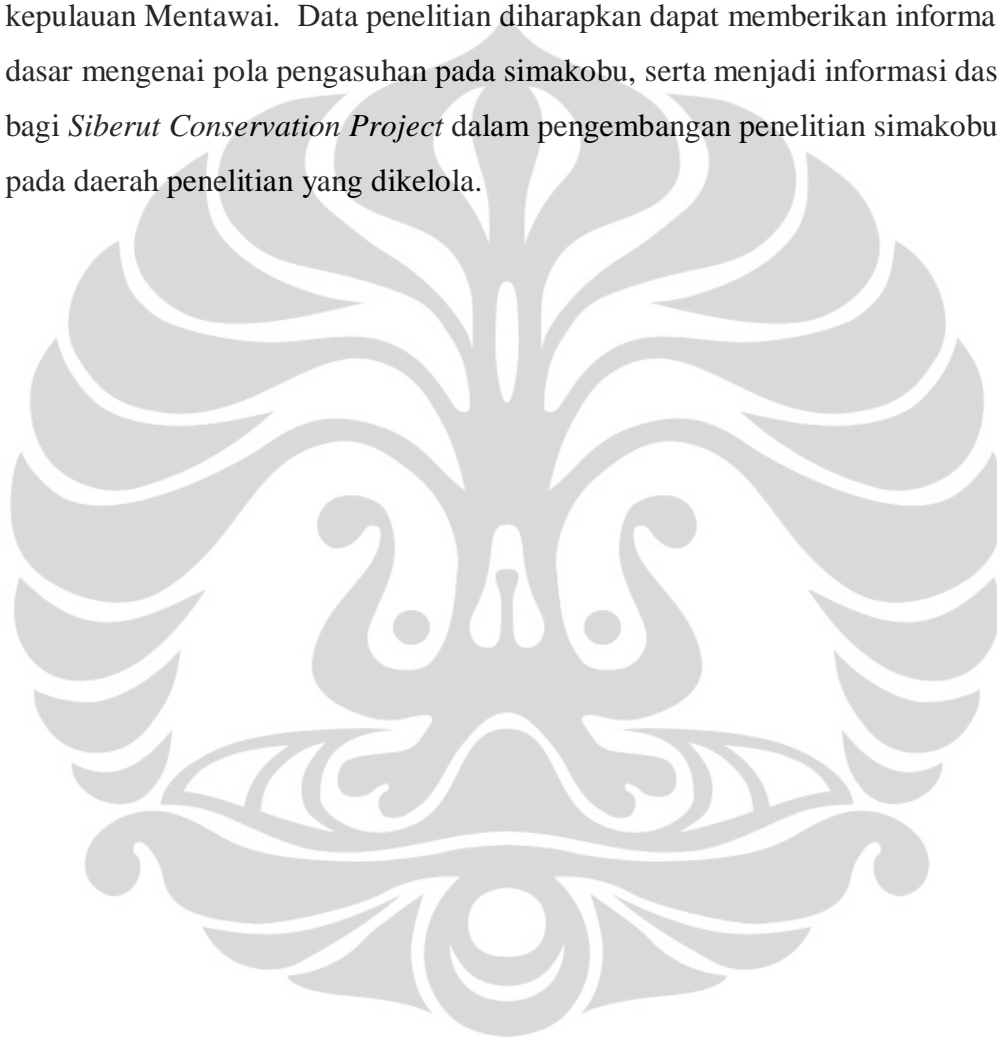 kepulauan Mentawai. Data penelitian diharapkan dapat memberikan informa
dasar mengenai pola pengasuhan pada simakobu, serta menjadi informasi das
bagi Siberut Conservation Project dalam pengembangan penelitian simakobu
pada daerah penelitian yang dikelola.